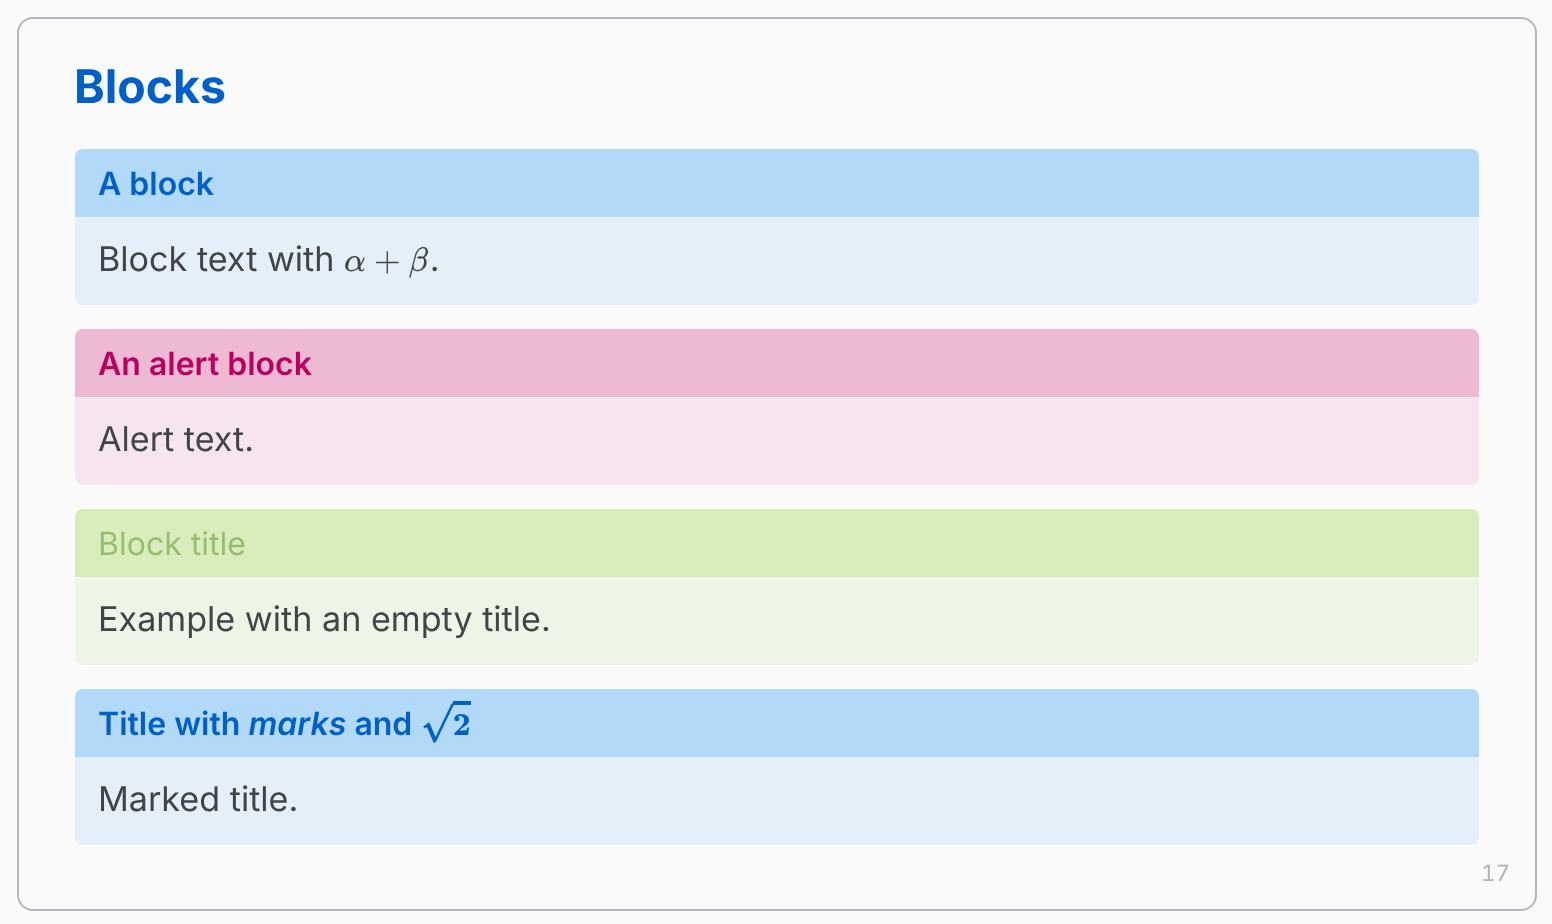 Blocks
A block
Block text with α + β.
An alert block
Alert text.
Block title
Example with an empty title.
Title with marks and √2
Marked title.
17